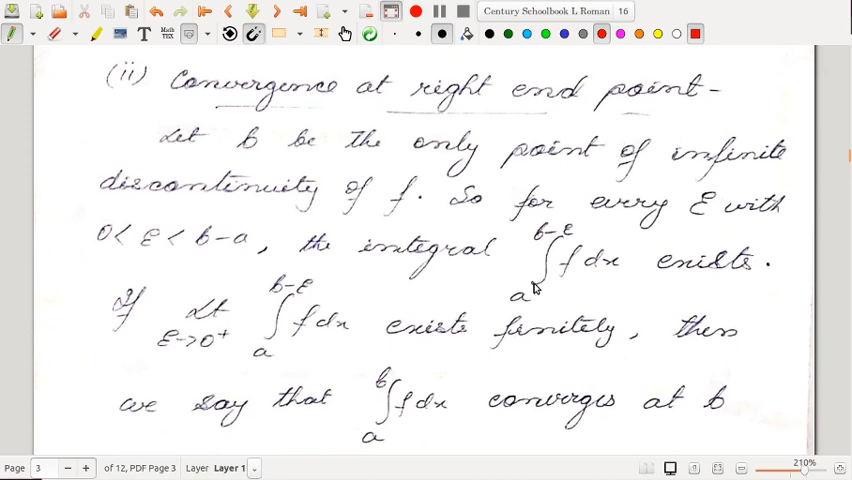 Century Schoolbook L Roman 16
T Math TEX
(ii) Convergence at right end point -
Let b be the only point of infinite
discontinuity of f. So for every ε with
0 < ε < b-a, the integral ∫_a^{b-ε} f dx exists.
If Lt_{ε→0+} ∫_a^{b-ε} f dx exists finitely, then
we say that ∫_a^b f dx converges at b
Page 3 of 12, PDF Page 3 Layer Layer 1 210%